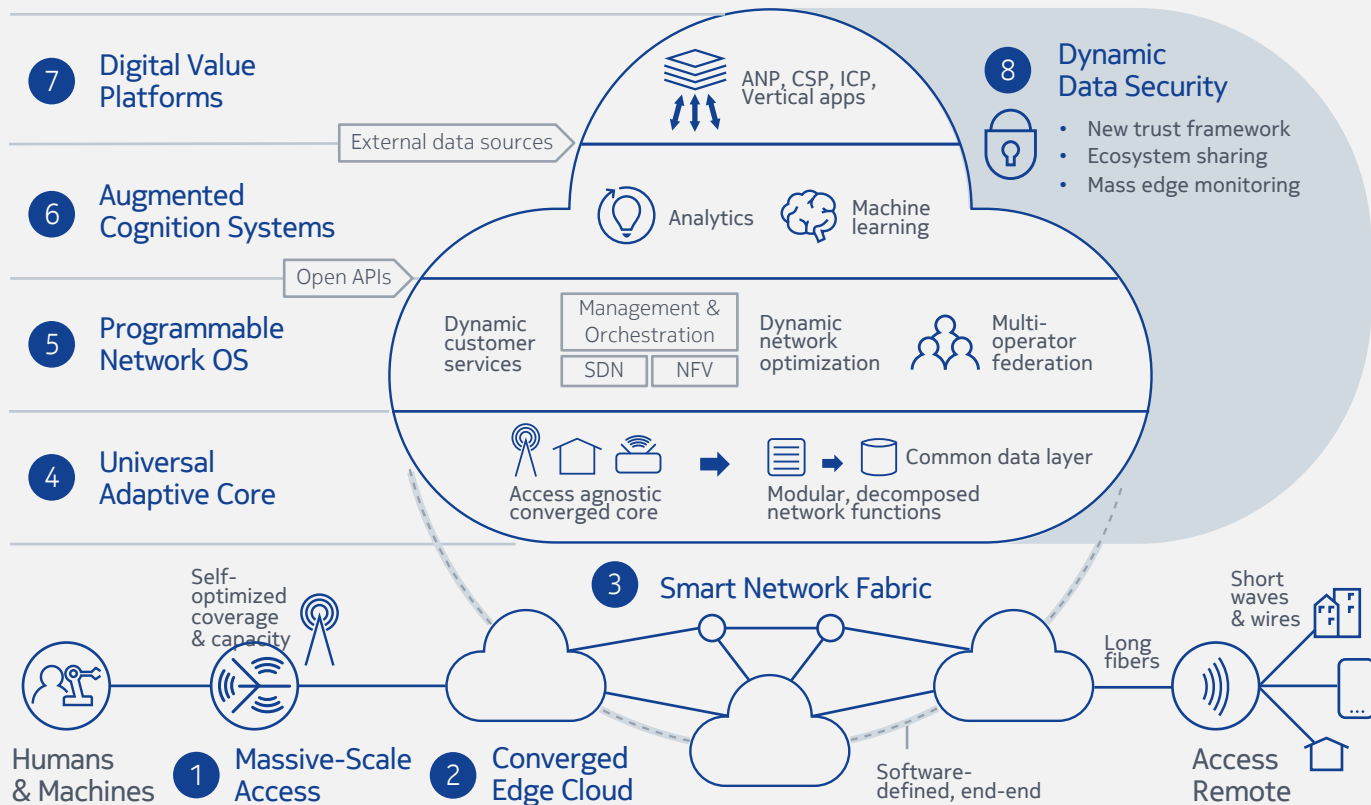 7
Digital Value
Platforms
ANP, CSP, ICP,
Vertical apps
8
Dynamic
Data Security
• New trust framework
• Ecosystem sharing
• Mass edge monitoring
External data sources
6
Augmented
Cognition Systems
Analytics
Machine
learning
Open APIs
5
Programmable
Network OS
Dynamic
customer
services
Management &
Orchestration
SDN
NFV
Dynamic
network
optimization
Multi-
operator
federation
4
Universal
Adaptive Core
Access agnostic
converged core
Common data layer
Modular, decomposed
network functions
Self-
optimized
coverage
& capacity
3
Smart Network Fabric
Short
waves
& wires
Long
fibers
Humans
& Machines
1
Massive-Scale
Access
2
Converged
Edge Cloud
Software-
defined, end-end
Access
Remote